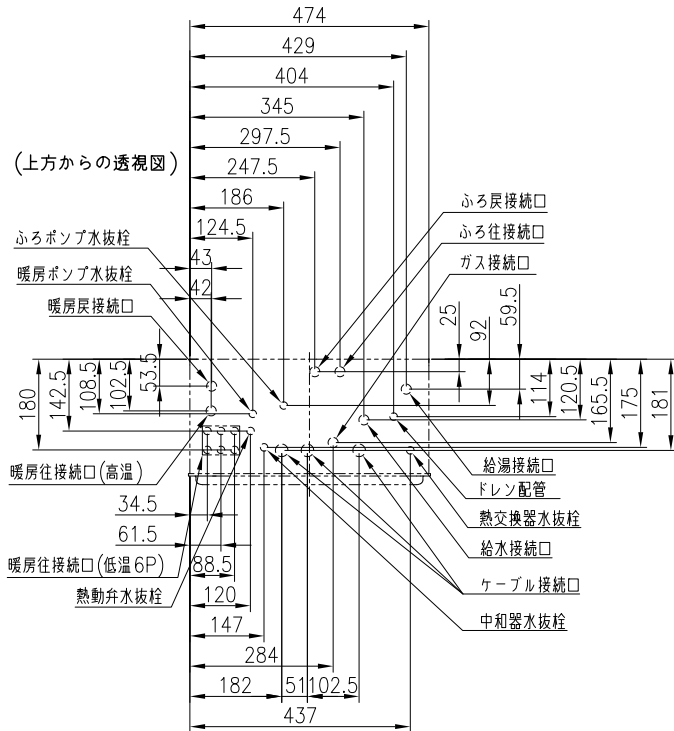 474
429
404
345
297.5
(上方からの透視図)
247.5
186
ふろ戻接続口
124.5
ふろポンプ水抜栓
ふろ往接続口
43
ガス接続口
暖房ポンプ水抜栓
42
暖房戻接続口
25
92
59.5
53.5
180
142.5
108.5
102.5
114
120.5
165.5
175
181
暖房往接続口(高温)
給湯接続口
ドレン配管
34.5
熱交換器水抜栓
61.5
給水接続口
暖房往接続口(低温6P)
88.5
ケーブル接続口
熱動弁水抜栓
120
中和器水抜栓
147
284
182
51
102.5
437